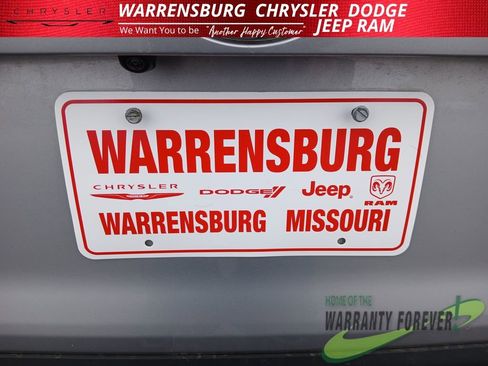 CHRYSLER
WARRENSBURG CHRYSLER DODGE
JEEP RAM
We Want You to be "Another Happy Customer"
WARRENSBURG
CHRYSLER DODGE Jeep RAM
WARRENSBURG MISSOURI
HOME OF THE
WARRANTY FOREVER!